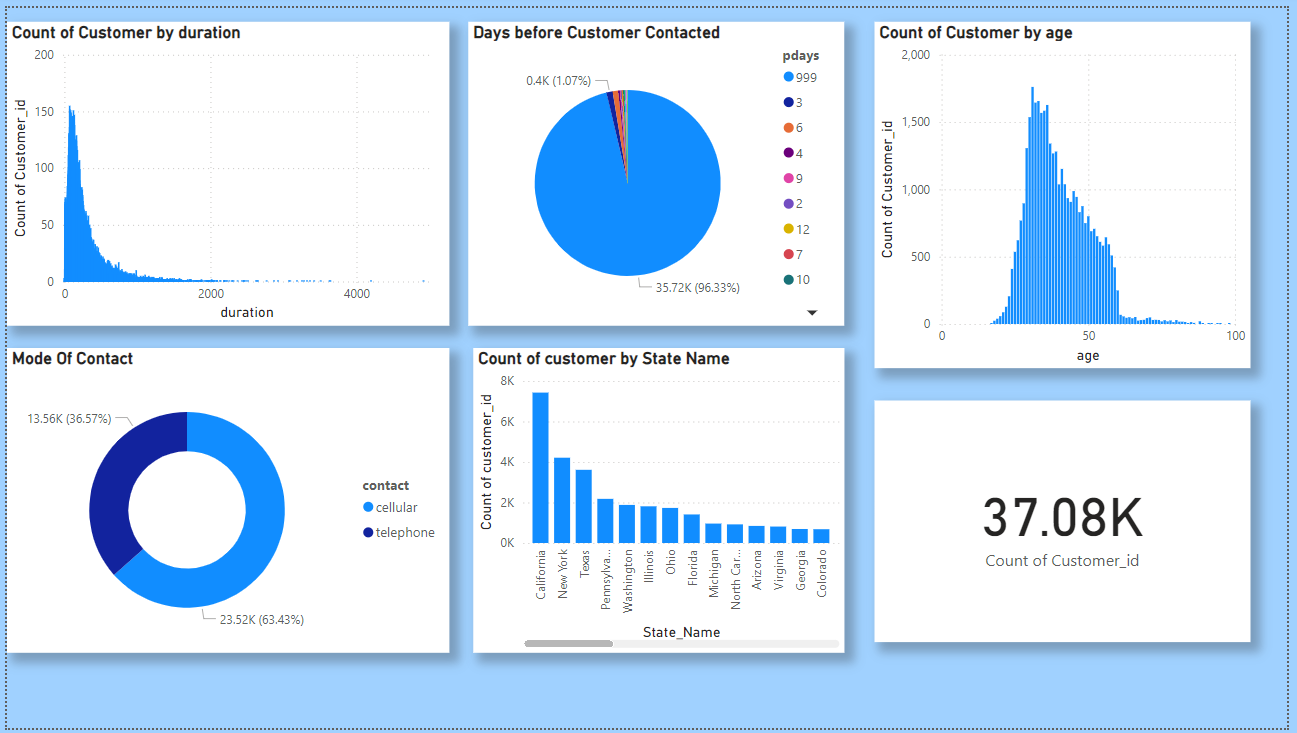 Count of Customer by duration
Count of Customer_id
200
150
100
50
0
0
2000
4000
duration
Days before Customer Contacted
0.4K (1.07%)
35.72K (96.33%)
pdays
999
3
6
4
9
2
12
7
10
Count of Customer by age
Count of Customer_id
2,000
1,500
1,000
500
0
0
50
100
age
Mode Of Contact
13.56K (36.57%)
23.52K (63.43%)
contact
cellular
telephone
Count of customer by State Name
Count of customer_id
8K
6K
4K
2K
0K
California
New York
Texas
Pennsylva...
Washington
Illinois
Ohio
Florida
Michigan
North Car...
Arizona
Virginia
Georgia
Colorado
State_Name
37.08K
Count of Customer_id